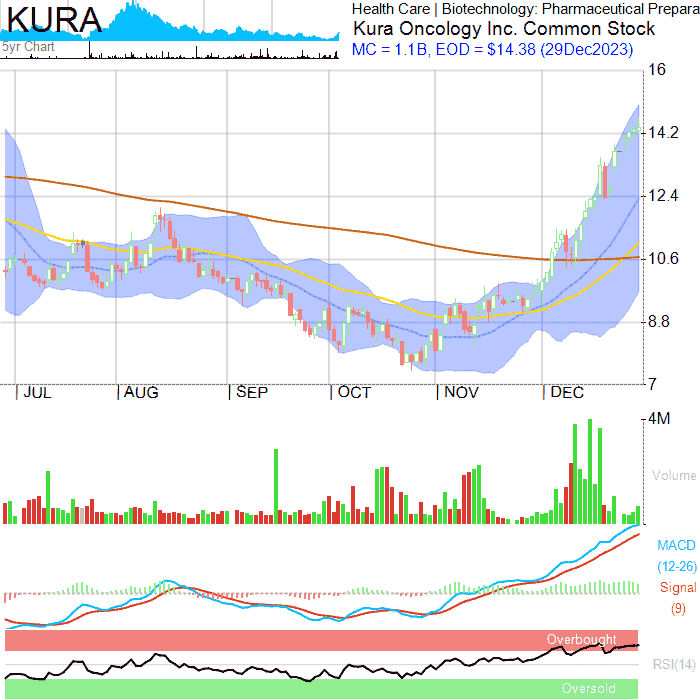 KURA
5yr Chart
Health Care | Biotechnology: Pharmaceutical Prepara
Kura Oncology Inc. Common Stock
MC = 1.1B, EOD = $14.38 (29Dec2023)
16
14.2
12.4
10.6
8.8
7
JUL
AUG
SEP
OCT
NOV
DEC
4M
Volume
MACD
(12-26)
Signal
(9)
Overbought
RSI(14)
Oversold